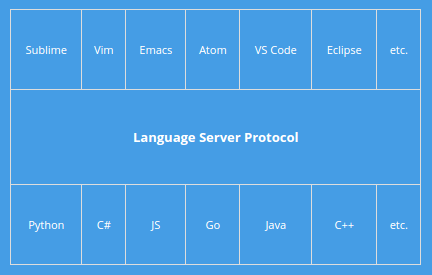 Sublime Vim Emacs Atom VS Code Eclipse etc.
Language Server Protocol
Python C# JS Go Java C++ etc.